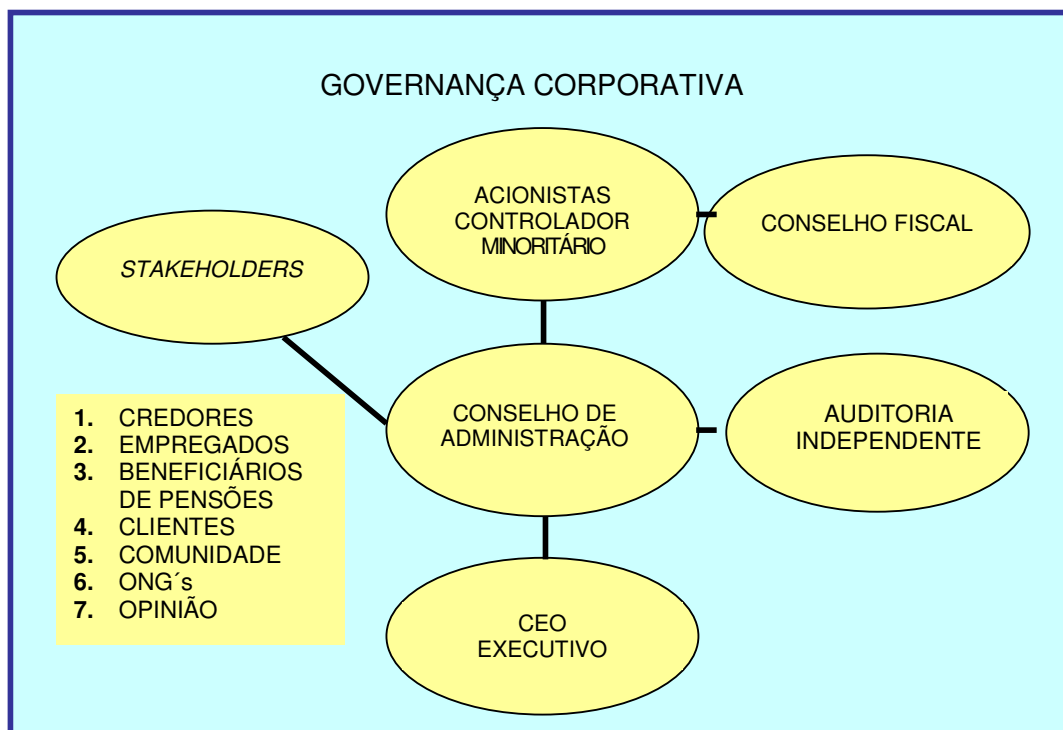 GOVERNANÇA CORPORATIVA
ACIONISTAS
CONTROLADOR
MINORITÁRIO
CONSELHO FISCAL
STAKEHOLDERS
CONSELHO DE
ADMINISTRAÇÃO
AUDITORIA
INDEPENDENTE
1. CREDORES
2. EMPREGADOS
3. BENEFICIÁRIOS
DE PENSÕES
4. CLIENTES
5. COMUNIDADE
6. ONG´s
7. OPINIÃO
CEO
EXECUTIVO